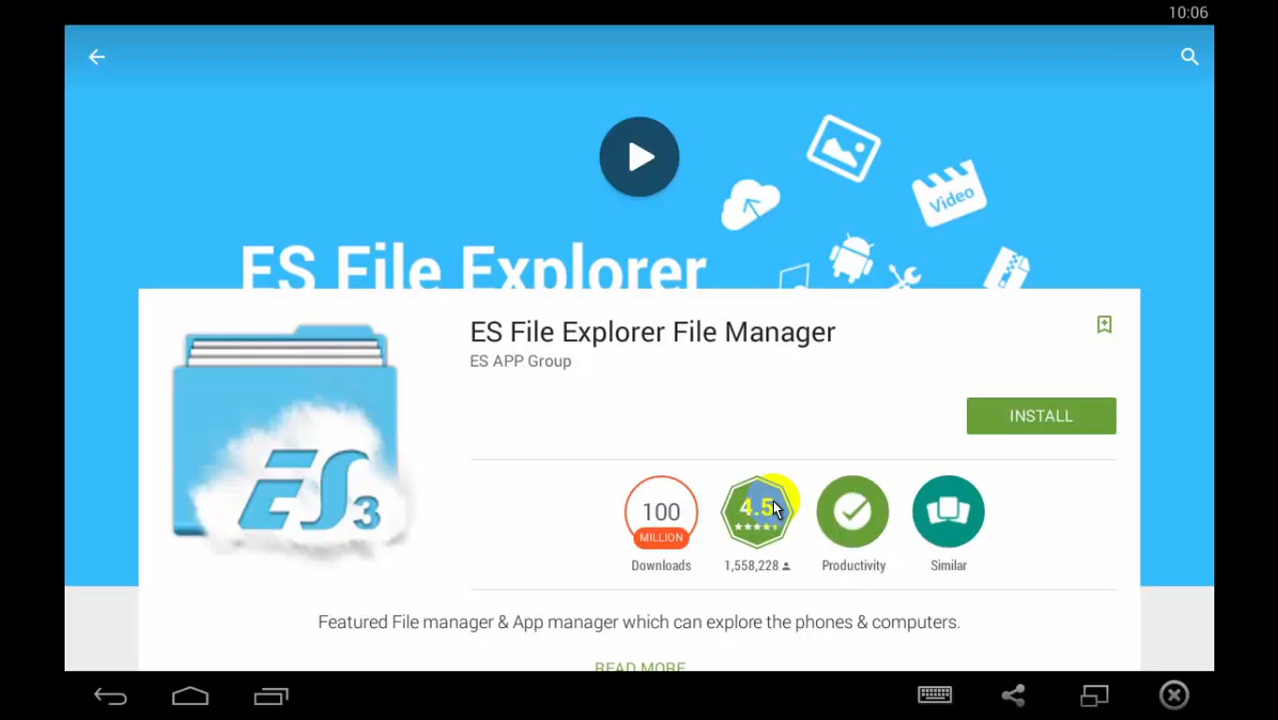 10:06
Video
ES File Explorer
ES File Explorer File Manager
ES APP Group
INSTALL
ES3
100
MILLION
4.5
Downloads
1,558,228
Productivity
Similar
Featured File manager & App manager which can explore the phones & computers.
READ MORE